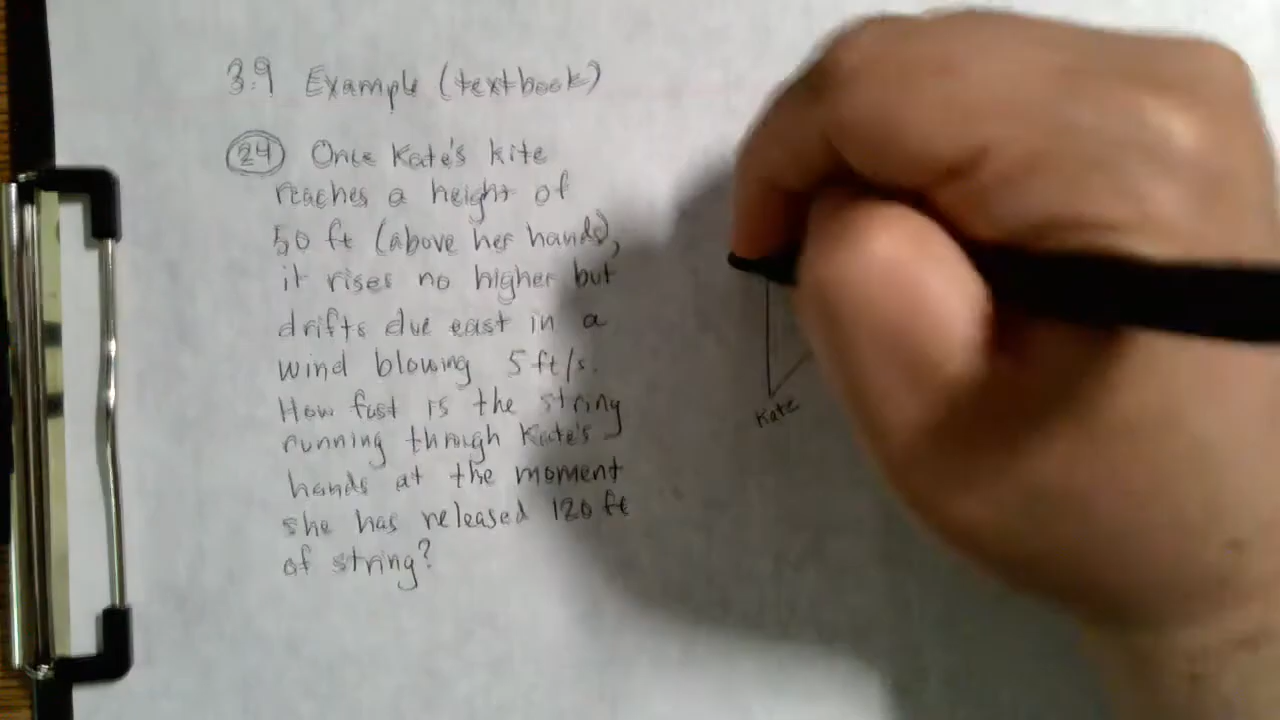 3.9 Example (textbook)
24 Once Kate's kite
reaches a height of
50 ft (above her hands),
it rises no higher but
drifts due east in a
wind blowing 5 ft/s.
How fast is the string
running through Kate's
hands at the moment
she has released 120 ft
of string?
Kate